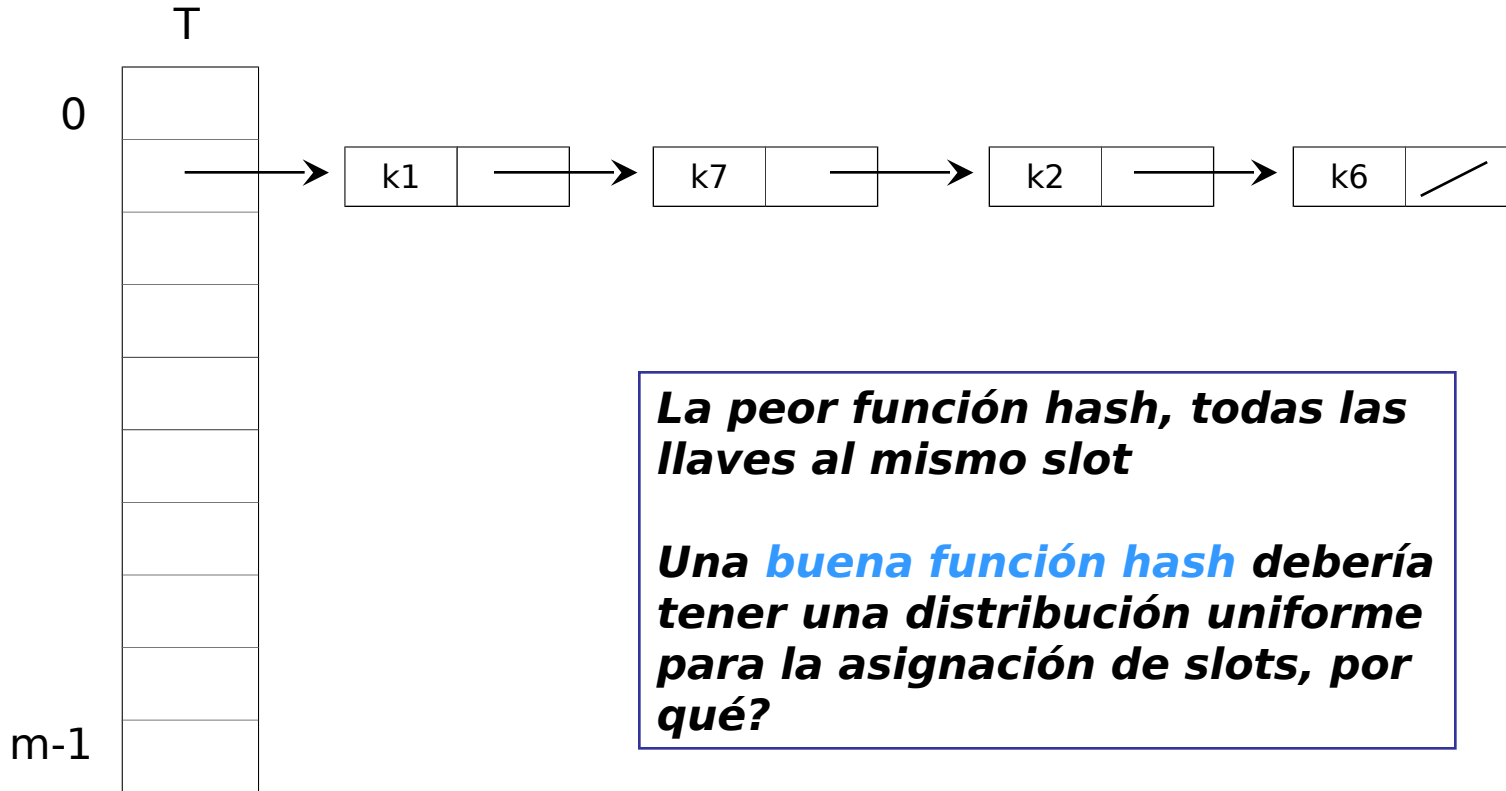 T
0
k1 k7 k2 k6
La peor función hash, todas las
llaves al mismo slot
Una buena función hash debería
tener una distribución uniforme
para la asignación de slots, por
qué?
m-1